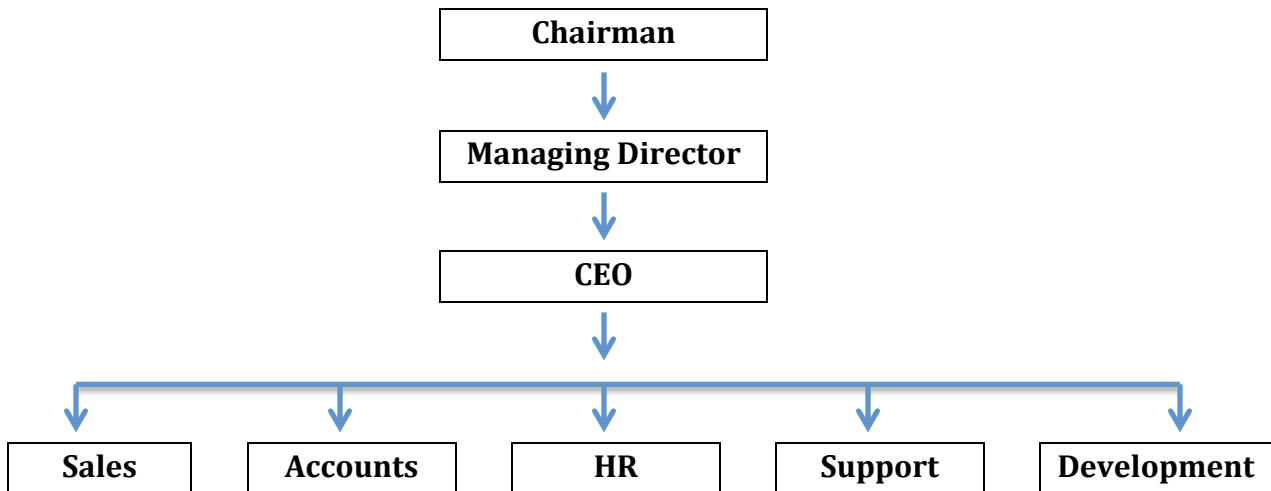 Chairman
Managing Director
CEO
Sales Accounts HR Support Development